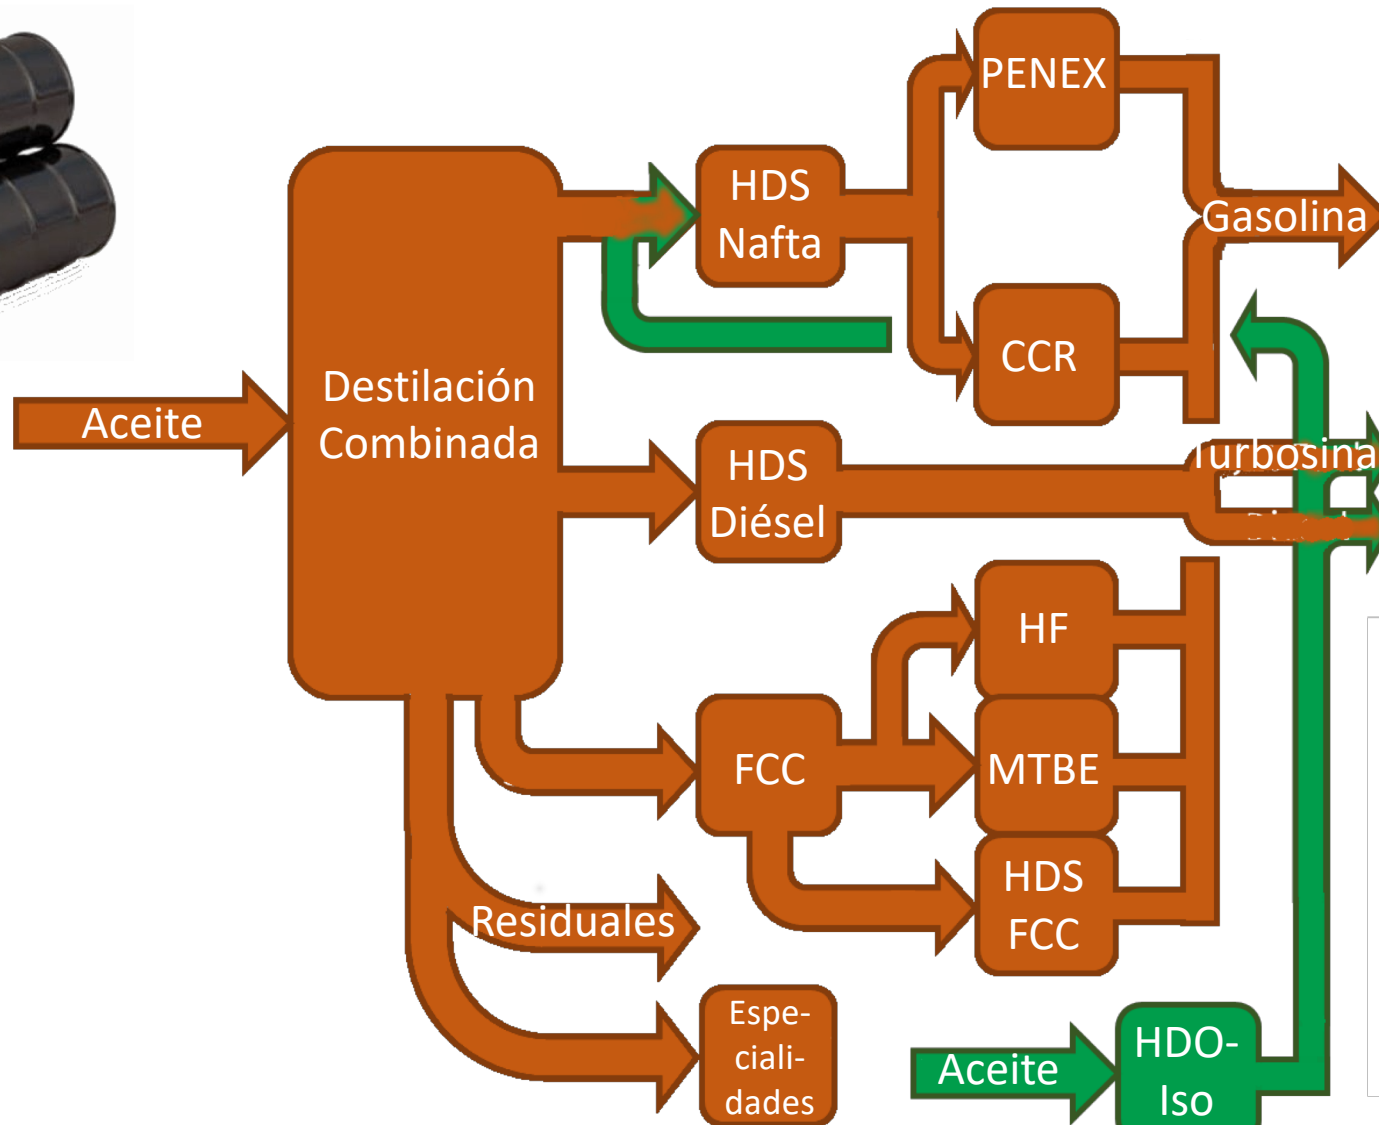 PENEX
HDS
Nafta
Gasolina
CCR
Destilación
Combinada
Aceite
HDS
Diésel
Turbosina
HF
FCC
MTBE
HDS
FCC
Residuales
Espe-
ciali-
dades
Aceite
HDO-
Iso